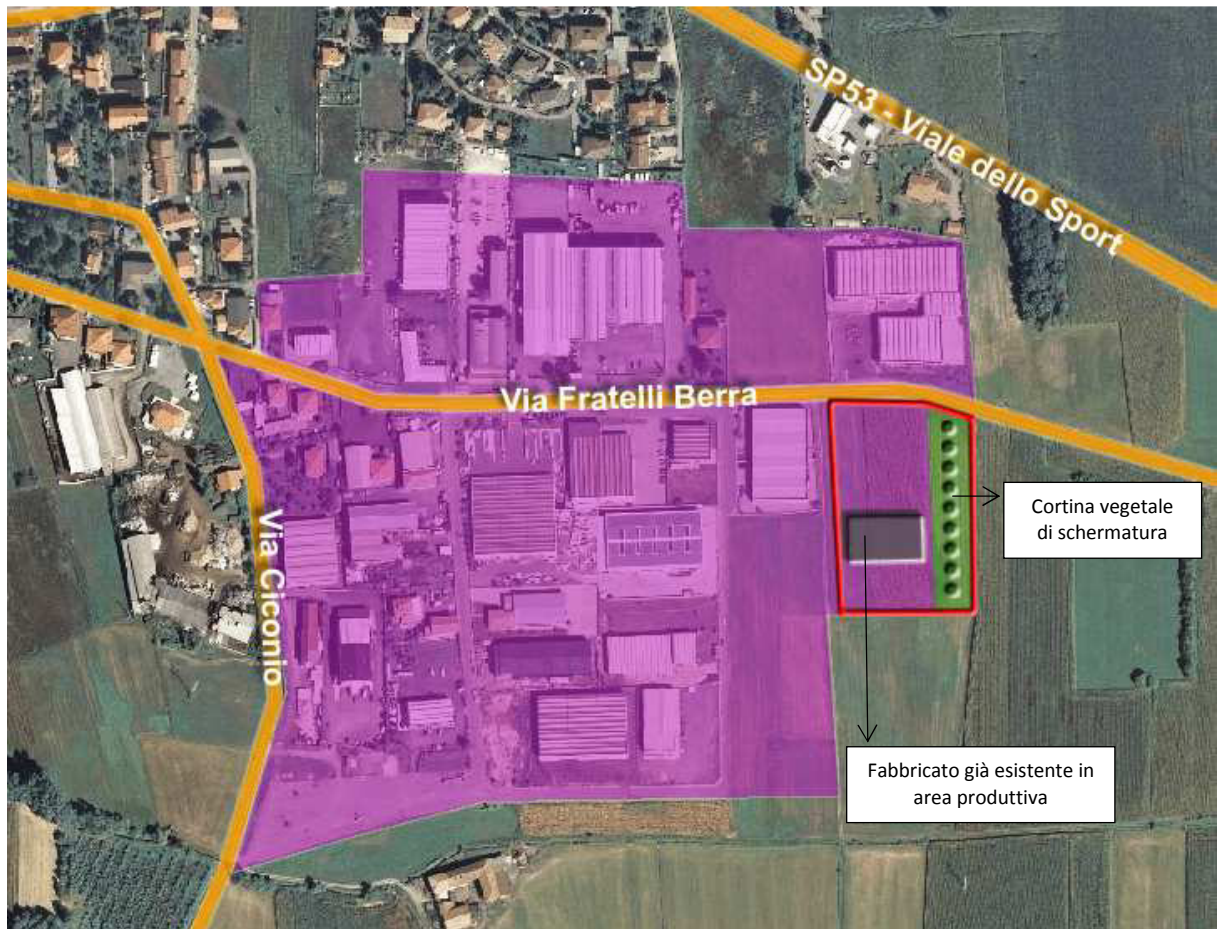 SP53 - Viale dello Sport
Via Fratelli Berra
Cortina vegetale
di schermatura
Via Ciconio
Fabbricato già esistente in
area produttiva